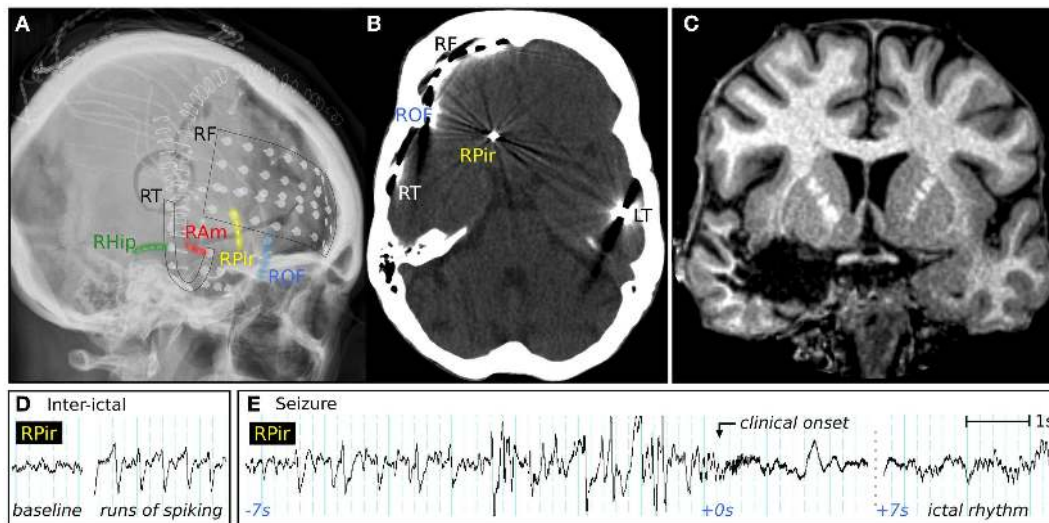 A
RF
RT
RHip
RAm
RPir
ROF
B
RF
ROF
RPir
RT
LT
C
D Inter-ictal
RPir
baseline runs of spiking
E Seizure
RPir
clinical onset
1s
-7s
+0s
+7s
ictal rhythm